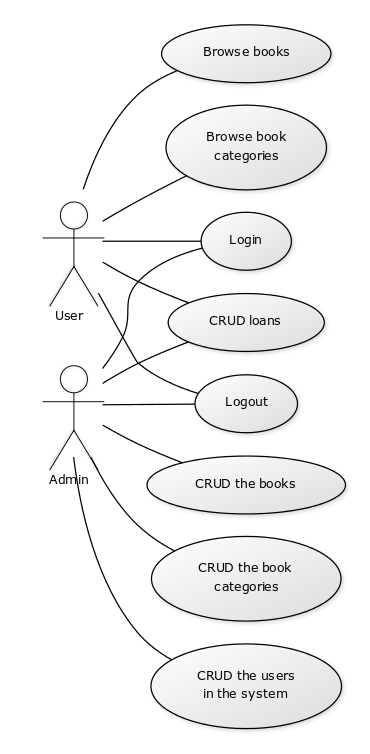 Browse books
Browse book
categories
Login
User
CRUD loans
Logout
Admin
CRUD the books
CRUD the book
categories
CRUD the users
in the system